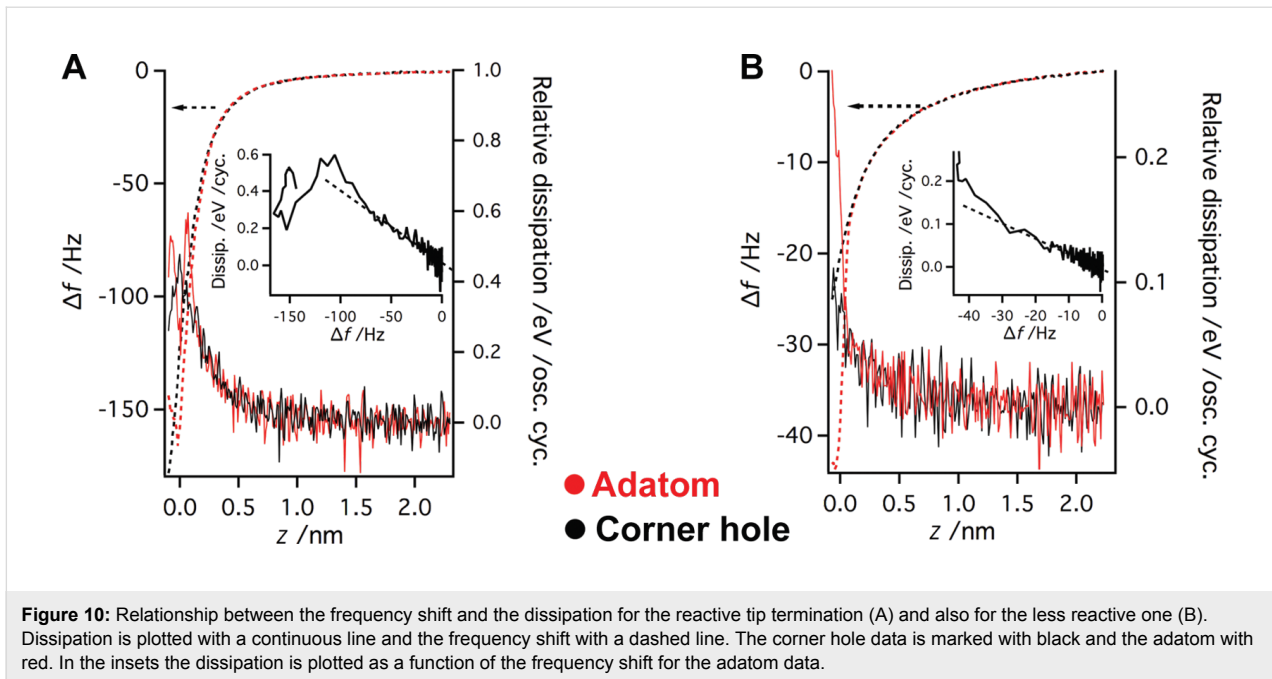 A
0
-50
-100
-150
Δf /Hz
1.0
0.8
0.6
0.4
0.2
0.0
Relative dissipation /eV /osc. cyc.
0.0 0.5 1.0 1.5 2.0
z /nm
0.6
0.4
0.2
0.0
Dissip. /eV /cyc.
-150 -100 -50 0
Δf /Hz
B
0
-10
-20
-30
-40
Δf /Hz
0.2
0.1
0.0
Relative dissipation /eV /osc. cyc.
0.0 0.5 1.0 1.5 2.0
z /nm
0.2
0.1
0.0
Dissip. /eV /cyc.
-40 -30 -20 -10 0
Δf /Hz
Adatom
Corner hole
Figure 10: Relationship between the frequency shift and the dissipation for the reactive tip termination (A) and also for the less reactive one (B).
Dissipation is plotted with a continuous line and the frequency shift with a dashed line. The corner hole data is marked with black and the adatom with
red. In the insets the dissipation is plotted as a function of the frequency shift for the adatom data.